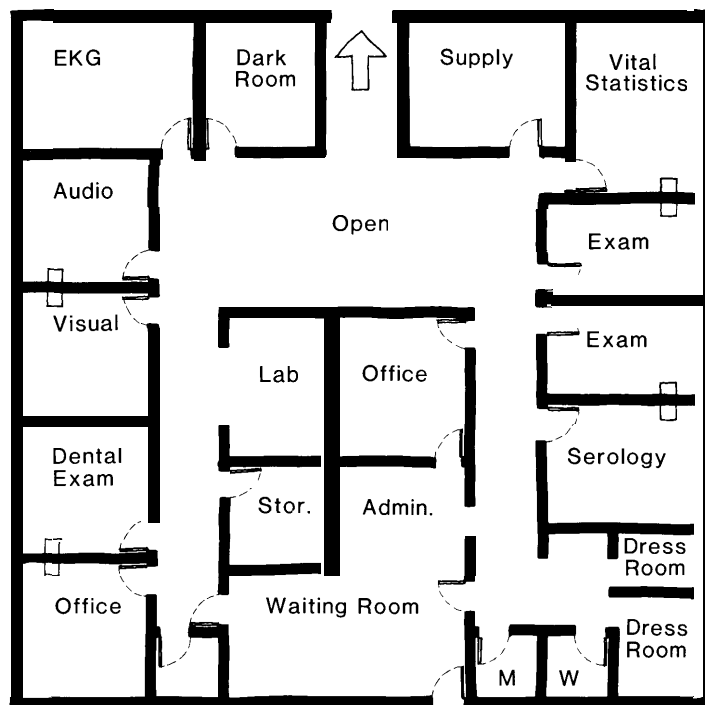 EKG
Dark
Room
Supply
Vital
Statistics
Audio
Open
Exam
Visual
Exam
Lab
Office
Dental
Exam
Serology
Stor.
Admin.
Dress
Room
Office
Waiting Room
Dress
Room
M
W